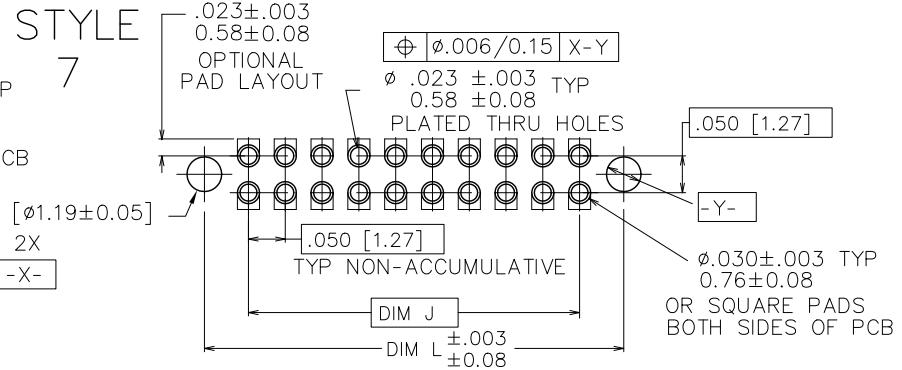 STYLE
7
.023±.003
0.58±0.08
OPTIONAL
PAD LAYOUT
⌖ ⌀.006/0.15 X-Y
⌀ .023 ±.003 TYP
0.58 ±0.08
PLATED THRU HOLES
P
CB
.050 [1.27]
[⌀1.19±0.05]
2X
-X-
-Y-
.050 [1.27]
TYP NON-ACCUMULATIVE
⌀.030±.003 TYP
0.76±0.08
OR SQUARE PADS
BOTH SIDES OF PCB
DIM J
DIM L ±.003
±0.08